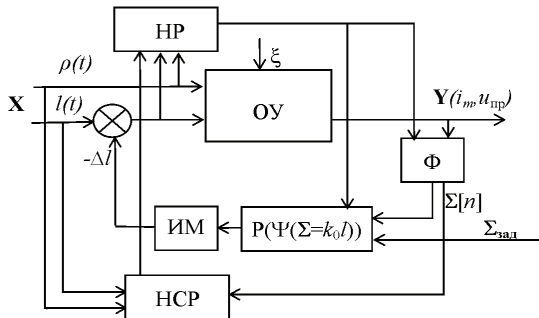 НР
ρ(t)
ξ
X
l(t)
ОУ
Y(iт,uпр)
-Δl
Ф
Σ[n]
ИМ
Р(Ψ(Σ=k₀l))
Σзад
НСР